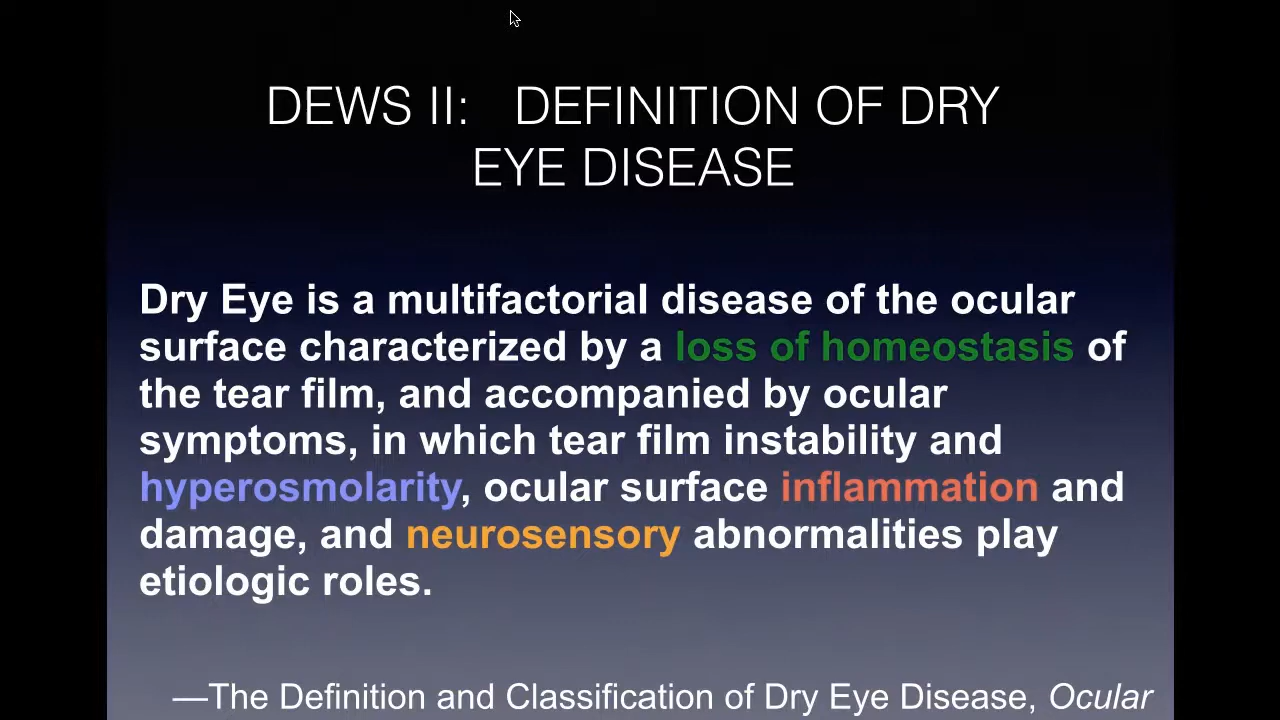 DEWS II: DEFINITION OF DRY
EYE DISEASE
Dry Eye is a multifactorial disease of the ocular
surface characterized by a loss of homeostasis of
the tear film, and accompanied by ocular
symptoms, in which tear film instability and
hyperosmolarity, ocular surface inflammation and
damage, and neurosensory abnormalities play
etiologic roles.
—The Definition and Classification of Dry Eye Disease, Ocular